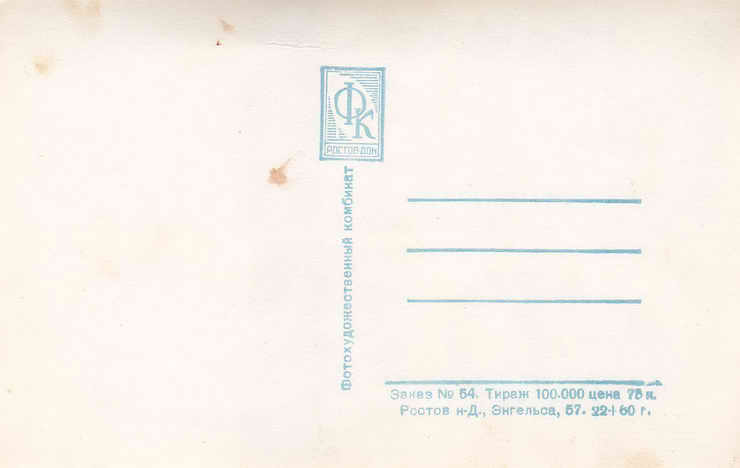 ФК
РОСТОВ-ДОН
Фотохудожественный комбинат
Заказ № 54. Тираж 100.000 цена 75 к.
Ростов н-Д., Энгельса, 57. 22-I 60 г.